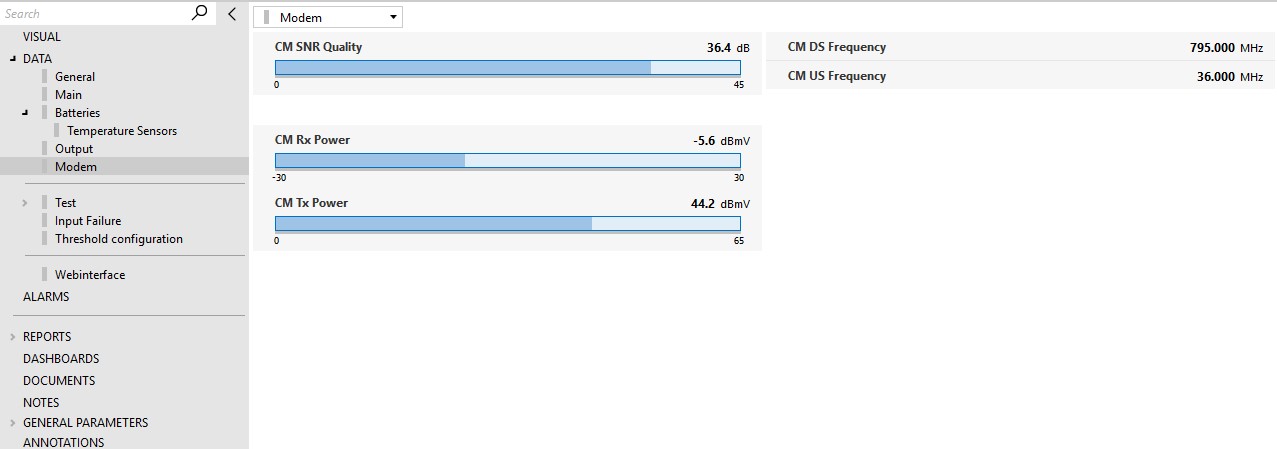 Search
VISUAL
DATA
General
Main
Batteries
Temperature Sensors
Output
Modem
Test
Input Failure
Threshold configuration
Webinterface
ALARMS
REPORTS
DASHBOARDS
DOCUMENTS
NOTES
GENERAL PARAMETERS
ANNOTATIONS
Modem
CM SNR Quality 36.4 dB
0 45
CM Rx Power -5.6 dBmV
-30 30
CM Tx Power 44.2 dBmV
0 65
CM DS Frequency 795.000 MHz
CM US Frequency 36.000 MHz